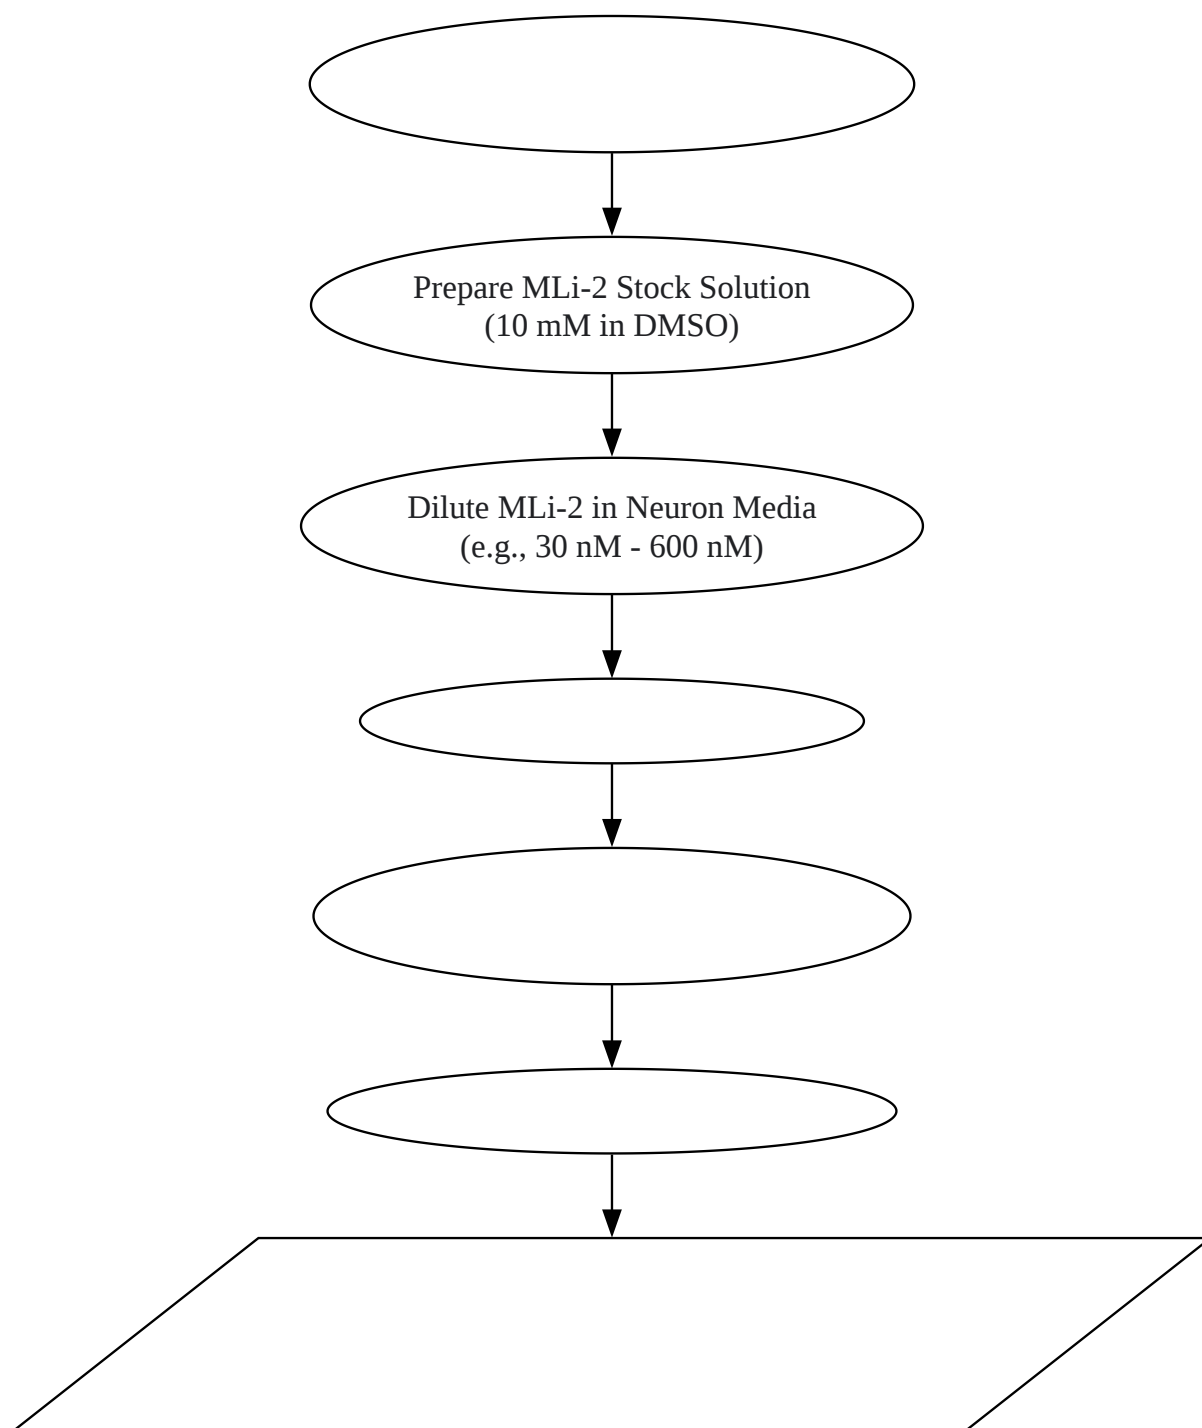 Prepare MLi-2 Stock Solution
(10 mM in DMSO)
Dilute MLi-2 in Neuron Media
(e.g., 30 nM - 600 nM)